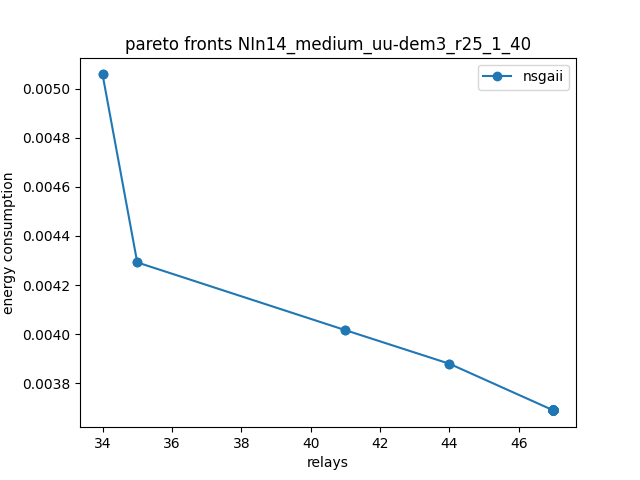 pareto fronts NIn14_medium_uu-dem3_r25_1_40
nsgaii
energy consumption
0.0050
0.0048
0.0046
0.0044
0.0042
0.0040
0.0038
34 36 38 40 42 44 46
relays